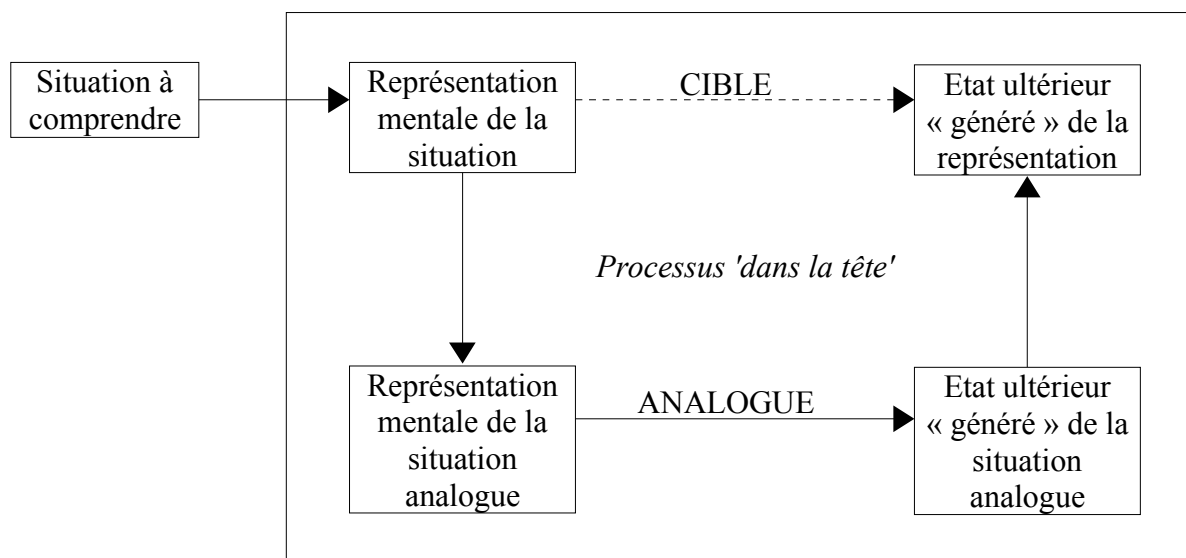 Situation à
comprendre
Représentation
mentale de la
situation
CIBLE
Etat ultérieur
« généré » de la
représentation
Processus 'dans la tête'
Représentation
mentale de la
situation
analogue
ANALOGUE
Etat ultérieur
« généré » de la
situation
analogue